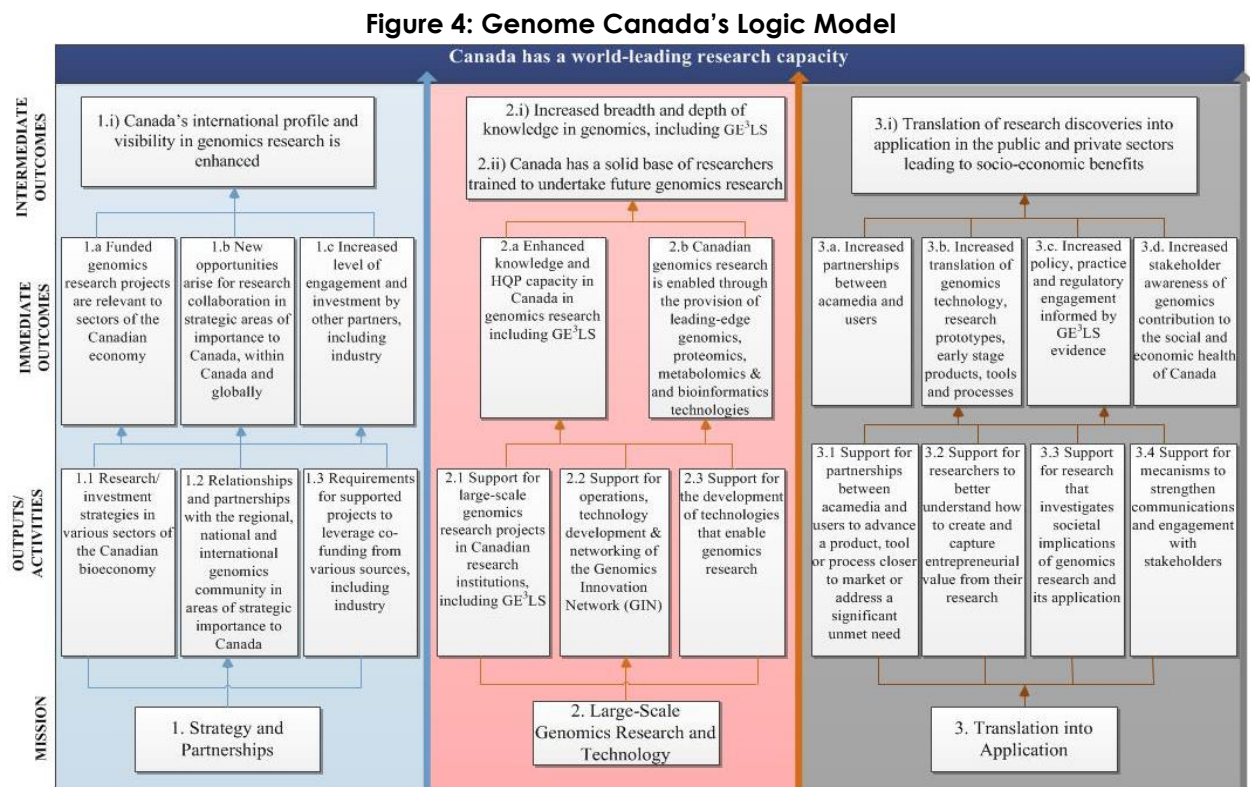 Figure 4: Genome Canada's Logic Model
Canada has a world-leading research capacity
INTERMEDIATE
OUTCOMES
1.i) Canada's international profile and
visibility in genomics research is
enhanced
2.i) Increased breadth and depth of
knowledge in genomics, including GE³LS
2.ii) Canada has a solid base of researchers
trained to undertake future genomics research
3.i) Translation of research discoveries into
application in the public and private sectors
leading to socio-economic benefits
IMMEDIATE
OUTCOMES
1.a Funded
genomics
research projects
are relevant to
sectors of the
Canadian
economy
1.b New
opportunities
arise for research
collaboration in
strategic areas of
importance to
Canada, within
Canada and
globally
1.c Increased
level of
engagement and
investment by
other partners,
including
industry
2.a Enhanced
knowledge and
HQP capacity in
Canada in
genomics research
including GE³LS
2.b Canadian
genomics research
is enabled through
the provision of
leading-edge
genomics,
proteomics,
metabolomics &
and bioinformatics
technologies
3.a. Increased
partnerships
between
acamedia and
users
3.b. Increased
translation of
genomics
technology,
research
prototypes,
early stage
products, tools
and processes
3.c. Increased
policy, practice
and regulatory
engagement
informed by
GE³LS
evidence
3.d. Increased
stakeholder
awareness of
genomics
contribution to
the social and
economic health
of Canada
OUTPUTS/
ACTIVITIES
1.1 Research/
investment
strategies in
various sectors of
the Canadian
bioeconomy
1.2 Relationships
and partnerships
with the regional,
national and
international
genomics
community in
areas of strategic
importance to
Canada
1.3 Requirements
for supported
projects to
leverage co-
funding from
various sources,
including
industry
2.1 Support for
large-scale
genomics
research projects
in Canadian
research
institutions,
including GE³LS
2.2 Support for
operations,
technology
development &
networking of
the Genomics
Innovation
Network (GIN)
2.3 Support for
the development
of technologies
that enable
genomics
research
3.1 Support for
partnerships
between
acamedia and
users to advance
a product, tool
or process closer
to market or
address a
significant
unmet need
3.2 Support for
researchers to
better
understand how
to create and
capture
entrepreneurial
value from their
research
3.3 Support
for research
that
investigates
societal
implications
of genomics
research and
its application
3.4 Support for
mecanisms to
strengthen
communications
and engagement
with
stakeholders
MISSION
1. Strategy and
Partnerships
2. Large-Scale
Genomics Research and
Technology
3. Translation into
Application